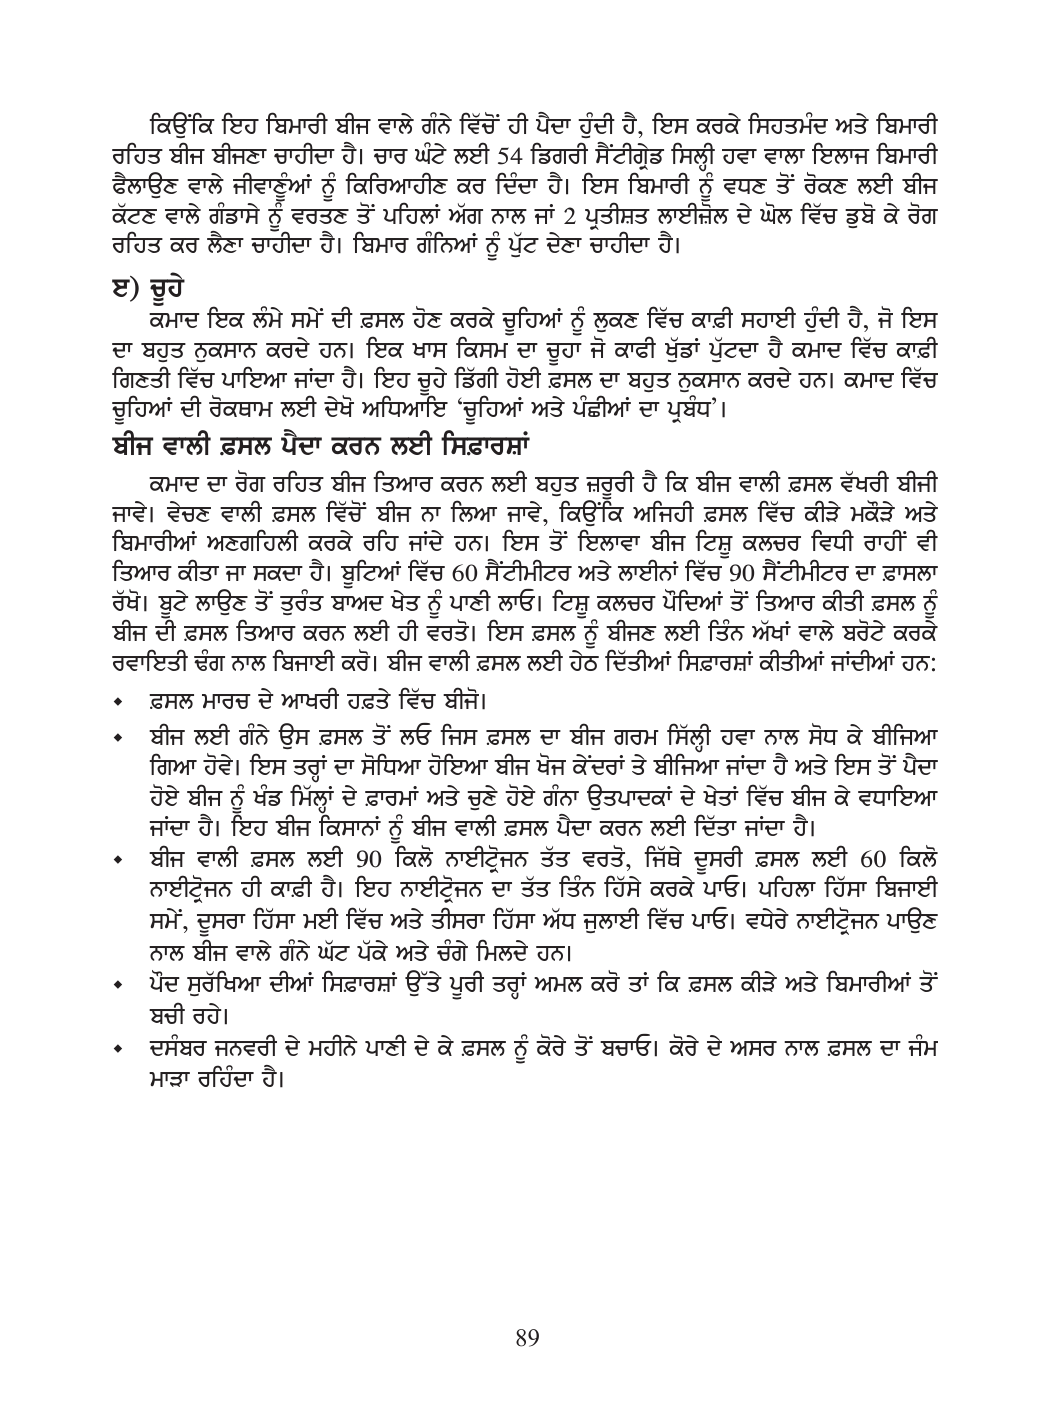 ਕਿਉਂਕਿ ਇਹ ਬਿਮਾਰੀ ਬੀਜ ਵਾਲੇ ਗੰਨੇ ਵਿੱਚੋਂ ਹੀ ਪੈਦਾ ਹੁੰਦੀ ਹੈ, ਇਸ ਕਰਕੇ ਸਿਹਤਮੰਦ ਅਤੇ ਬਿਮਾਰੀ
ਰਹਿਤ ਬੀਜ ਬੀਜਣਾ ਚਾਹੀਦਾ ਹੈ। ਚਾਰ ਘੰਟੇ ਲਈ 54 ਡਿਗਰੀ ਸੈਂਟੀਗ੍ਰੇਡ ਸਿਲ੍ਹੀ ਹਵਾ ਵਾਲਾ ਇਲਾਜ ਬਿਮਾਰੀ
ਫੈਲਾਉਣ ਵਾਲੇ ਜੀਵਾਣੂੰਆਂ ਨੂੰ ਕਿਰਿਆਹੀਣ ਕਰ ਦਿੰਦਾ ਹੈ। ਇਸ ਬਿਮਾਰੀ ਨੂੰ ਵਧਣ ਤੋਂ ਰੋਕਣ ਲਈ ਬੀਜ
ਕੱਟਣ ਵਾਲੇ ਗੰਡਾਸੇ ਨੂੰ ਵਰਤਣ ਤੋਂ ਪਹਿਲਾਂ ਅੱਗ ਨਾਲ ਜਾਂ 2 ਪ੍ਰਤੀਸ਼ਤ ਲਾਈਜ਼ੋਲ ਦੇ ਘੋਲ ਵਿੱਚ ਡੁਬੋ ਕੇ ਰੋਗ
ਰਹਿਤ ਕਰ ਲੈਣਾ ਚਾਹੀਦਾ ਹੈ। ਬਿਮਾਰ ਗੰਨਿਆਂ ਨੂੰ ਪੁੱਟ ਦੇਣਾ ਚਾਹੀਦਾ ਹੈ।
ੲ) ਚੂਹੇ
ਕਮਾਦ ਇਕ ਲੰਮੇ ਸਮੇਂ ਦੀ ਫ਼ਸਲ ਹੋਣ ਕਰਕੇ ਚੂਹਿਆਂ ਨੂੰ ਲੁਕਣ ਵਿੱਚ ਕਾਫ਼ੀ ਸਹਾਈ ਹੁੰਦੀ ਹੈ, ਜੋ ਇਸ
ਦਾ ਬਹੁਤ ਨੁਕਸਾਨ ਕਰਦੇ ਹਨ। ਇਕ ਖਾਸ ਕਿਸਮ ਦਾ ਚੂਹਾ ਜੋ ਕਾਫੀ ਖੁੱਡਾਂ ਪੁੱਟਦਾ ਹੈ ਕਮਾਦ ਵਿੱਚ ਕਾਫ਼ੀ
ਗਿਣਤੀ ਵਿੱਚ ਪਾਇਆ ਜਾਂਦਾ ਹੈ। ਇਹ ਚੂਹੇ ਡਿੱਗੀ ਹੋਈ ਫ਼ਸਲ ਦਾ ਬਹੁਤ ਨੁਕਸਾਨ ਕਰਦੇ ਹਨ। ਕਮਾਦ ਵਿੱਚ
ਚੂਹਿਆਂ ਦੀ ਰੋਕਥਾਮ ਲਈ ਦੇਖੋ ਅਧਿਆਇ ‘ਚੂਹਿਆਂ ਅਤੇ ਪੰਛੀਆਂ ਦਾ ਪ੍ਰਬੰਧ’।
ਬੀਜ ਵਾਲੀ ਫ਼ਸਲ ਪੈਦਾ ਕਰਨ ਲਈ ਸਿਫ਼ਾਰਸ਼ਾਂ
ਕਮਾਦ ਦਾ ਰੋਗ ਰਹਿਤ ਬੀਜ ਤਿਆਰ ਕਰਨ ਲਈ ਬਹੁਤ ਜ਼ਰੂਰੀ ਹੈ ਕਿ ਬੀਜ ਵਾਲੀ ਫ਼ਸਲ ਵੱਖਰੀ ਬੀਜੀ
ਜਾਵੇ। ਵੇਚਣ ਵਾਲੀ ਫ਼ਸਲ ਵਿੱਚੋਂ ਬੀਜ ਨਾ ਲਿਆ ਜਾਵੇ, ਕਿਉਂਕਿ ਅਜਿਹੀ ਫ਼ਸਲ ਵਿੱਚ ਕੀੜੇ ਮਕੌੜੇ ਅਤੇ
ਬਿਮਾਰੀਆਂ ਅਣਗਹਿਲੀ ਕਰਕੇ ਰਹਿ ਜਾਂਦੇ ਹਨ। ਇਸ ਤੋਂ ਇਲਾਵਾ ਬੀਜ ਟਿਸ਼ੂ ਕਲਚਰ ਵਿਧੀ ਰਾਹੀਂ ਵੀ
ਤਿਆਰ ਕੀਤਾ ਜਾ ਸਕਦਾ ਹੈ। ਬੂਟਿਆਂ ਵਿੱਚ 60 ਸੈਂਟੀਮੀਟਰ ਅਤੇ ਲਾਈਨਾਂ ਵਿੱਚ 90 ਸੈਂਟੀਮੀਟਰ ਦਾ ਫ਼ਾਸਲਾ
ਰੱਖੋ। ਬੂਟੇ ਲਾਉਣ ਤੋਂ ਤੁਰੰਤ ਬਾਅਦ ਖੇਤ ਨੂੰ ਪਾਣੀ ਲਾਓ। ਟਿਸ਼ੂ ਕਲਚਰ ਪੌਦਿਆਂ ਤੋਂ ਤਿਆਰ ਕੀਤੀ ਫ਼ਸਲ ਨੂੰ
ਬੀਜ ਦੀ ਫ਼ਸਲ ਤਿਆਰ ਕਰਨ ਲਈ ਹੀ ਵਰਤੋ। ਇਸ ਫ਼ਸਲ ਨੂੰ ਬੀਜਣ ਲਈ ਤਿੰਨ ਅੱਖਾਂ ਵਾਲੇ ਬਰੋਟੇ ਕਰਕੇ
ਰਵਾਇਤੀ ਢੰਗ ਨਾਲ ਬਿਜਾਈ ਕਰੋ। ਬੀਜ ਵਾਲੀ ਫ਼ਸਲ ਲਈ ਹੇਠ ਦਿੱਤੀਆਂ ਸਿਫ਼ਾਰਸ਼ਾਂ ਕੀਤੀਆਂ ਜਾਂਦੀਆਂ ਹਨ:
⬩ ਫ਼ਸਲ ਮਾਰਚ ਦੇ ਆਖਰੀ ਹਫ਼ਤੇ ਵਿੱਚ ਬੀਜੋ।
⬩ ਬੀਜ ਲਈ ਗੰਨੇ ਉਸ ਫ਼ਸਲ ਤੋਂ ਲਓ ਜਿਸ ਫ਼ਸਲ ਦਾ ਬੀਜ ਗਰਮ ਸਿੱਲ੍ਹੀ ਹਵਾ ਨਾਲ ਸੋਧ ਕੇ ਬੀਜਿਆ
ਗਿਆ ਹੋਵੇ। ਇਸ ਤਰ੍ਹਾਂ ਦਾ ਸੋਧਿਆ ਹੋਇਆ ਬੀਜ ਖੋਜ ਕੇਂਦਰਾਂ ਤੇ ਬੀਜਿਆ ਜਾਂਦਾ ਹੈ ਅਤੇ ਇਸ ਤੋਂ ਪੈਦਾ
ਹੋਏ ਬੀਜ ਨੂੰ ਖੰਡ ਮਿੱਲ੍ਹਾਂ ਦੇ ਫ਼ਾਰਮਾਂ ਅਤੇ ਚੁਣੇ ਹੋਏ ਗੰਨਾ ਉਤਪਾਦਕਾਂ ਦੇ ਖੇਤਾਂ ਵਿੱਚ ਬੀਜ ਕੇ ਵਧਾਇਆ
ਜਾਂਦਾ ਹੈ। ਇਹ ਬੀਜ ਕਿਸਾਨਾਂ ਨੂੰ ਬੀਜ ਵਾਲੀ ਫ਼ਸਲ ਪੈਦਾ ਕਰਨ ਲਈ ਦਿੱਤਾ ਜਾਂਦਾ ਹੈ।
⬩ ਬੀਜ ਵਾਲੀ ਫ਼ਸਲ ਲਈ 90 ਕਿਲੋ ਨਾਈਟ੍ਰੋਜਨ ਤੱਤ ਵਰਤੋ, ਜਿੱਥੇ ਦੂਸਰੀ ਫ਼ਸਲ ਲਈ 60 ਕਿਲੋ
ਨਾਈਟ੍ਰੋਜਨ ਹੀ ਕਾਫ਼ੀ ਹੈ। ਇਹ ਨਾਈਟ੍ਰੋਜਨ ਦਾ ਤੱਤ ਤਿੰਨ ਹਿੱਸੇ ਕਰਕੇ ਪਾਓ। ਪਹਿਲਾ ਹਿੱਸਾ ਬਿਜਾਈ
ਸਮੇਂ, ਦੂਸਰਾ ਹਿੱਸਾ ਮਈ ਵਿੱਚ ਅਤੇ ਤੀਸਰਾ ਹਿੱਸਾ ਅੱਧ ਜੁਲਾਈ ਵਿੱਚ ਪਾਓ। ਵਧੇਰੇ ਨਾਈਟ੍ਰੋਜਨ ਪਾਉਣ
ਨਾਲ ਬੀਜ ਵਾਲੇ ਗੰਨੇ ਘੱਟ ਪੱਕੇ ਅਤੇ ਚੰਗੇ ਮਿਲਦੇ ਹਨ।
⬩ ਪੌਦ ਸੁਰੱਖਿਆ ਦੀਆਂ ਸਿਫ਼ਾਰਸ਼ਾਂ ਉੱਤੇ ਪੂਰੀ ਤਰ੍ਹਾਂ ਅਮਲ ਕਰੋ ਤਾਂ ਕਿ ਫ਼ਸਲ ਕੀੜੇ ਅਤੇ ਬਿਮਾਰੀਆਂ ਤੋਂ
ਬਚੀ ਰਹੇ।
⬩ ਦਸੰਬਰ ਜਨਵਰੀ ਦੇ ਮਹੀਨੇ ਪਾਣੀ ਦੇ ਕੇ ਫ਼ਸਲ ਨੂੰ ਕੋਰੇ ਤੋਂ ਬਚਾਓ। ਕੋਰੇ ਦੇ ਅਸਰ ਨਾਲ ਫ਼ਸਲ ਦਾ ਜੰਮ
ਮਾੜਾ ਰਹਿੰਦਾ ਹੈ।
89